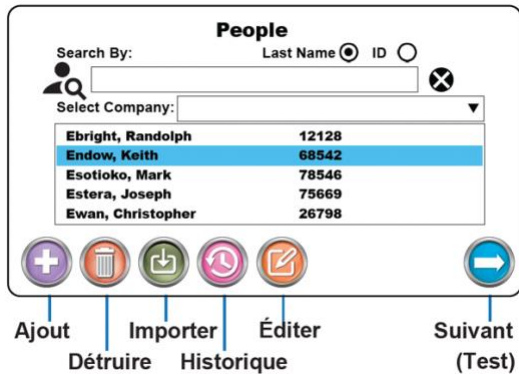 People
Search By: Last Name ID
Select Company:
Ebright, Randolph 12128
Endow, Keith 68542
Esotioko, Mark 78546
Estera, Joseph 75669
Ewan, Christopher 26798
Ajout Importer Éditer Suivant
Détruire Historique (Test)